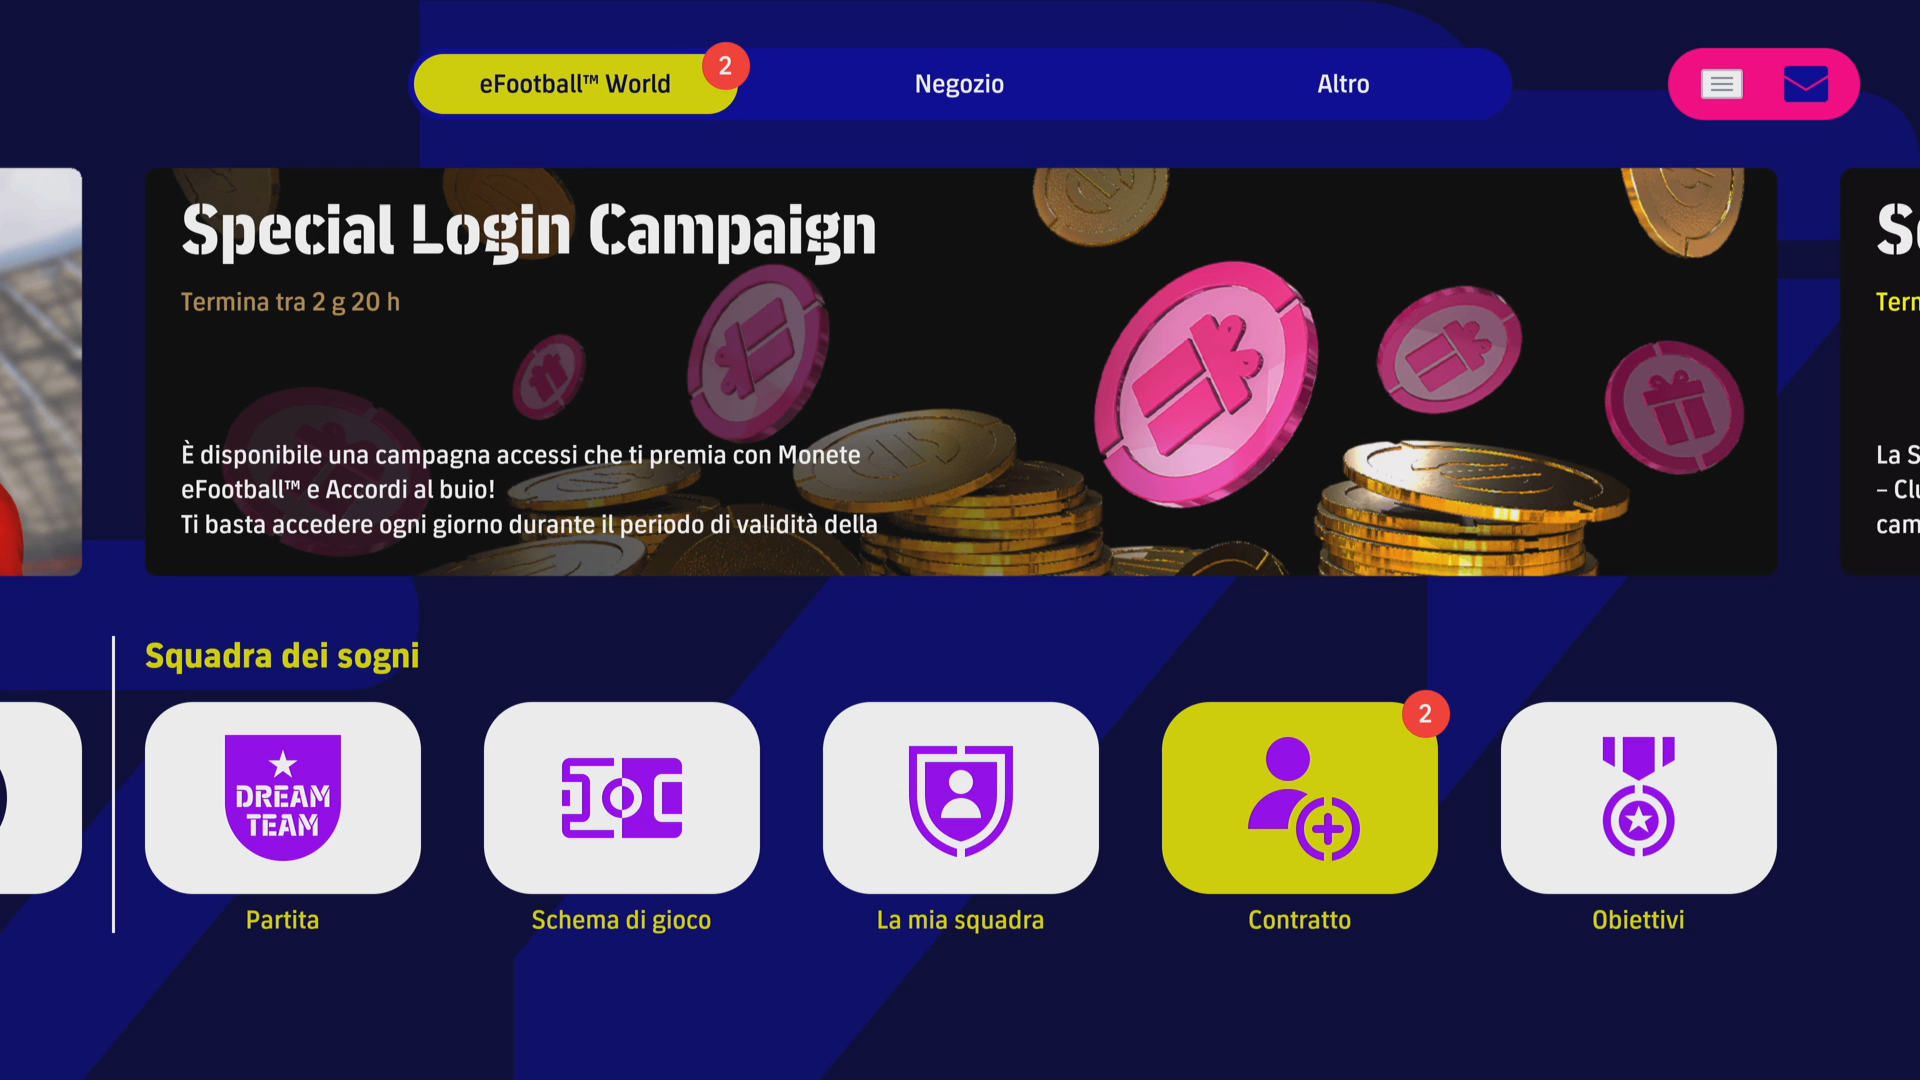 eFootball™ World
2
Negozio
Altro
Special Login Campaign
Termina tra 2 g 20 h
È disponibile una campagna accessi che ti premia con Monete
eFootball™ e Accordi al buio!
Ti basta accedere ogni giorno durante il periodo di validità della
La
Squadra dei sogni
DREAM
TEAM
2
Partita
Schema di gioco
La mia squadra
Contratto
Obiettivi